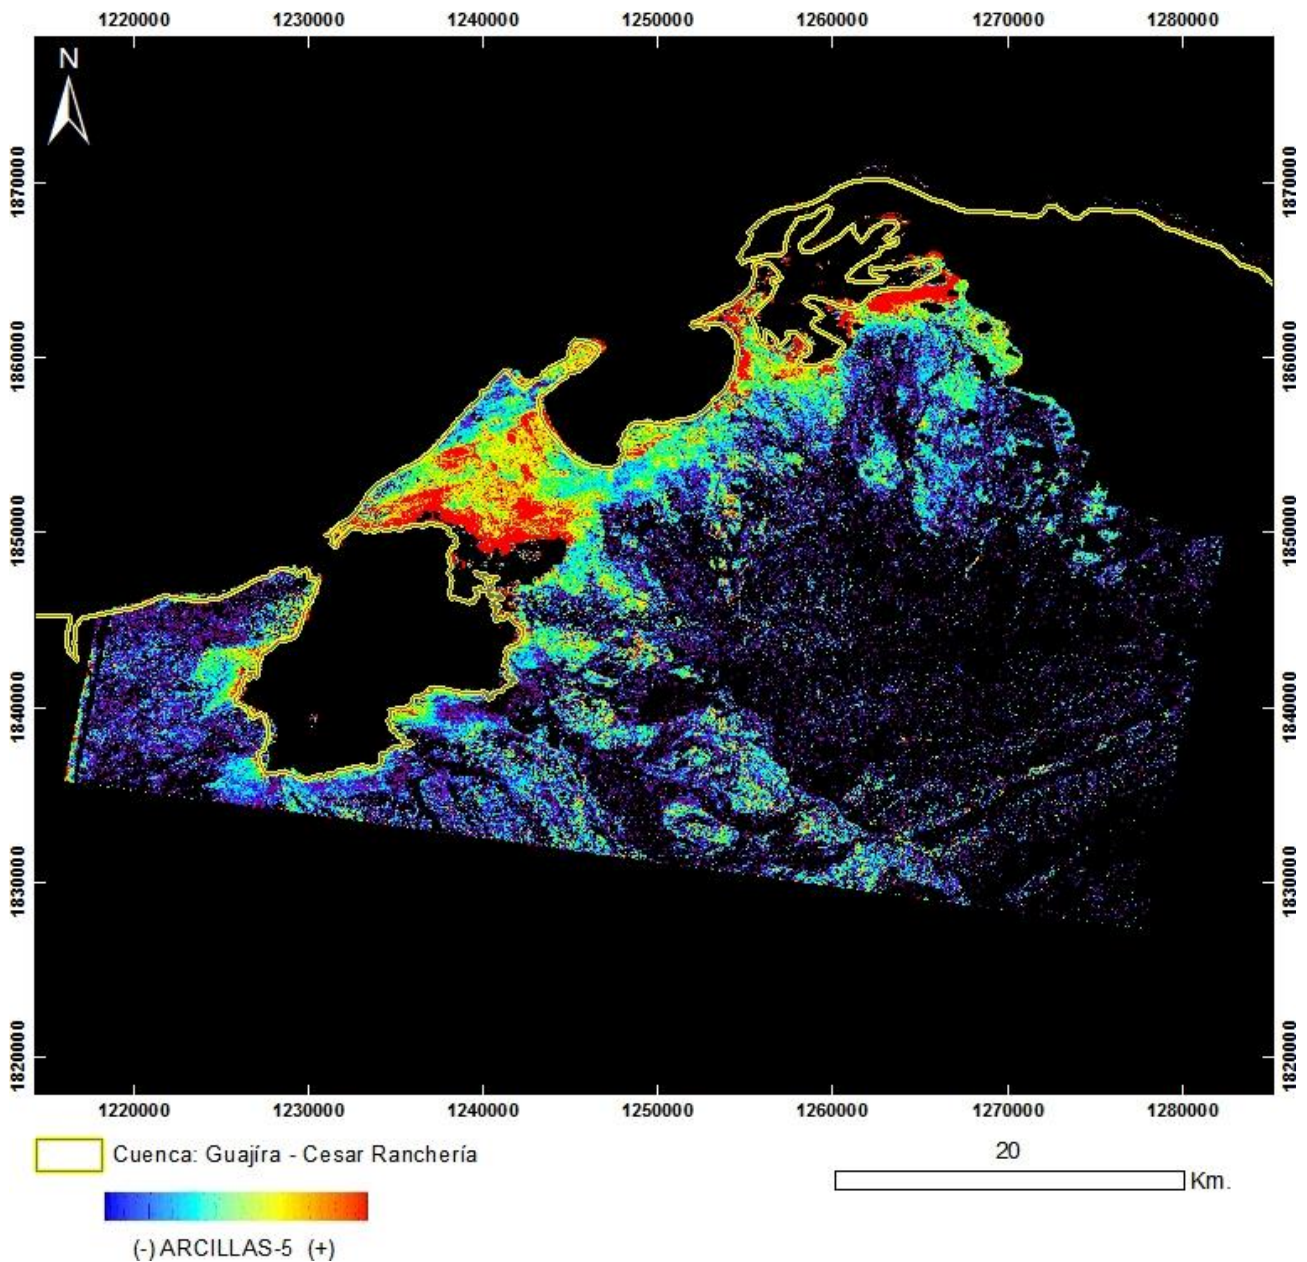 1220000 1230000 1240000 1250000 1260000 1270000 1280000
N
1870000 1870000
1860000 1860000
1850000 1850000
1840000 1840000
1830000 1830000
1820000 1820000
1220000 1230000 1240000 1250000 1260000 1270000 1280000
Cuenca: Guajíra - Cesar Ranchería
20
Km.
(-) ARCILLAS-5 (+)